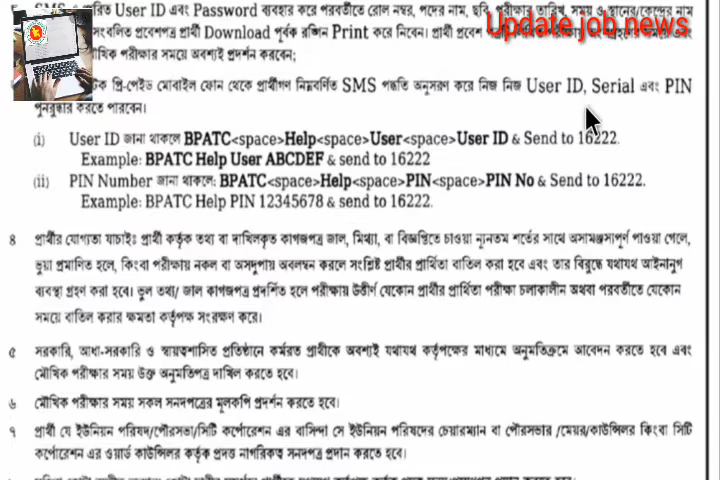 SMS এ প্রেরিত User ID এবং Password ব্যবহার করে পরবর্তীতে রোল নম্বর, পদের নাম, ছবি, পরীক্ষার তারিখ, সময় ও স্থানের/কেন্দ্রের নাম
Update job news
সংবলিত প্রবেশপত্র প্রার্থী Download পূর্বক রঙ্গিন Print করে নিবেন। প্রার্থী প্রবেশ
মৌখিক পরীক্ষার সময়ে অবশ্যই প্রদর্শন করবেন;
প্রি-পেইড মোবাইল ফোন থেকে প্রার্থীগণ নিম্নবর্ণিত SMS পদ্ধতি অনুসরণ করে নিজ নিজ User ID, Serial এবং PIN
পুনরুদ্ধার করতে পারবেন।
(i) User ID জানা থাকলে BPATC<space>Help<space>User<space>User ID & Send to 16222.
Example: BPATC Help User ABCDEF & send to 16222
(ii) PIN Number জানা থাকলে: BPATC<space>Help<space>PIN<space>PIN No & Send to 16222.
Example: BPATC Help PIN 12345678 & send to 16222.
৪ প্রার্থীর যোগ্যতা যাচাইঃ প্রার্থী কর্তৃক তথ্য বা দাখিলকৃত কাগজপত্র জাল, মিথ্যা, বা বিজ্ঞপ্তিতে চাওয়া ন্যূনতম শর্তের সাথে অসামঞ্জস্যপূর্ণ পাওয়া গেলে,
ভুয়া প্রমাণিত হলে, কিংবা পরীক্ষায় নকল বা অসদুপায় অবলম্বন করলে সংশ্লিষ্ট প্রার্থীর প্রার্থিতা বাতিল করা হবে এবং তার বিরুদ্ধে যথাযথ আইনানুগ
ব্যবস্থা গ্রহণ করা হবে। ভুল তথ্য/ জাল কাগজপত্র প্রদর্শিত হলে পরীক্ষায় উত্তীর্ণ যেকোন প্রার্থীর প্রার্থিতা পরীক্ষা চলাকালীন অথবা পরবর্তীতে যেকোন
সময়ে বাতিল করার ক্ষমতা কর্তৃপক্ষ সংরক্ষণ করে।
৫ সরকারি, আধা-সরকারি ও স্বায়ত্বশাসিত প্রতিষ্ঠানে কর্মরত প্রার্থীকে অবশ্যই যথাযথ কর্তৃপক্ষের মাধ্যমে অনুমতিক্রমে আবেদন করতে হবে এবং
মৌখিক পরীক্ষার সময় উক্ত অনুমতিপত্র দাখিল করতে হবে।
৬ মৌখিক পরীক্ষার সময় সকল সনদপত্রের মূলকপি প্রদর্শন করতে হবে।
৭ প্রার্থী যে ইউনিয়ন পরিষদ/পৌরসভা/সিটি কর্পোরেশন এর বাসিন্দা সে ইউনিয়ন পরিষদের চেয়ারম্যান বা পৌরসভার /মেয়র/কাউন্সিলর কিংবা সিটি
কর্পোরেশন এর ওয়ার্ড কাউন্সিলর কর্তৃক প্রদত্ত নাগরিকত্ব সনদপত্র প্রদান করতে হবে।